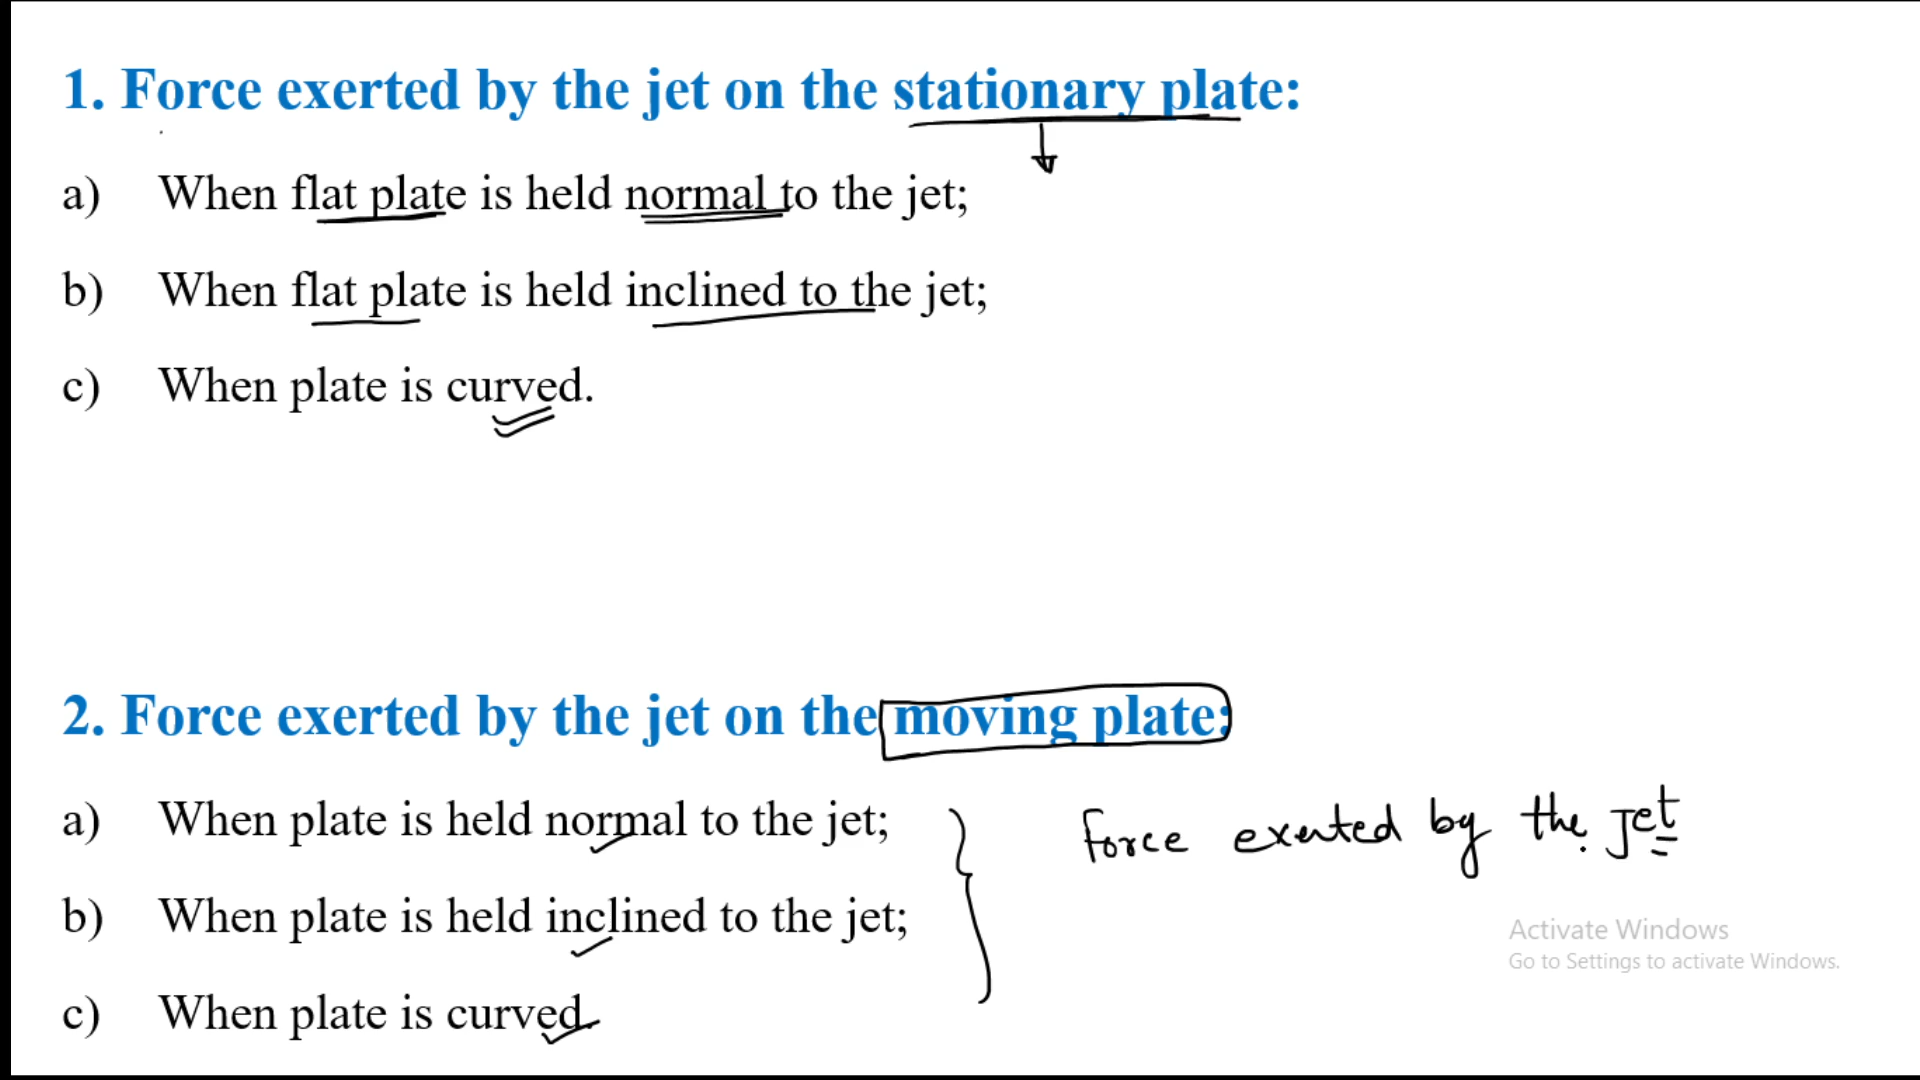 1. Force exerted by the jet on the stationary plate:
a) When flat plate is held normal to the jet;
b) When flat plate is held inclined to the jet;
c) When plate is curved.
2. Force exerted by the jet on the moving plate:
a) When plate is held normal to the jet;
Force exerted by the Jet
b) When plate is held inclined to the jet;
Activate Windows
Go to Settings to activate Windows.
c) When plate is curved.